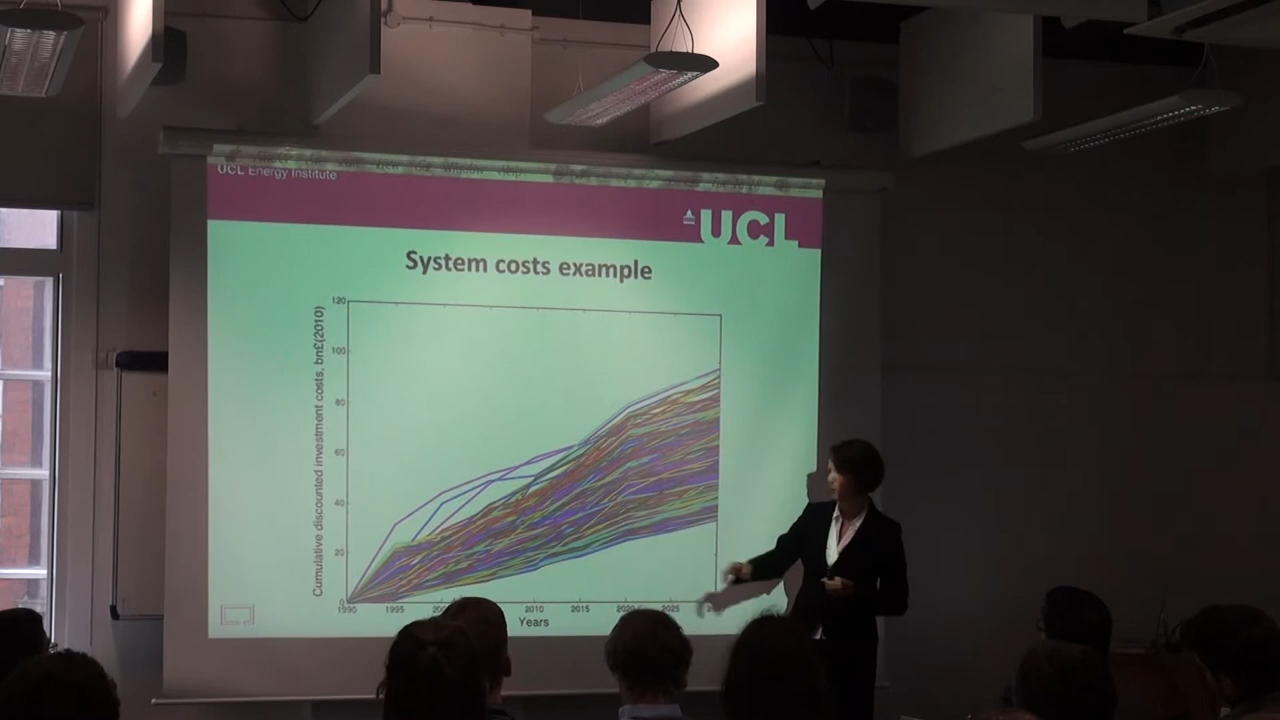 UCL Energy Institute
UCL
System costs example
Cumulative discounted investment costs, bn£(2010)
120
100
80
60
40
20
0
1990 1995 2010 2015 2020 2025
Years